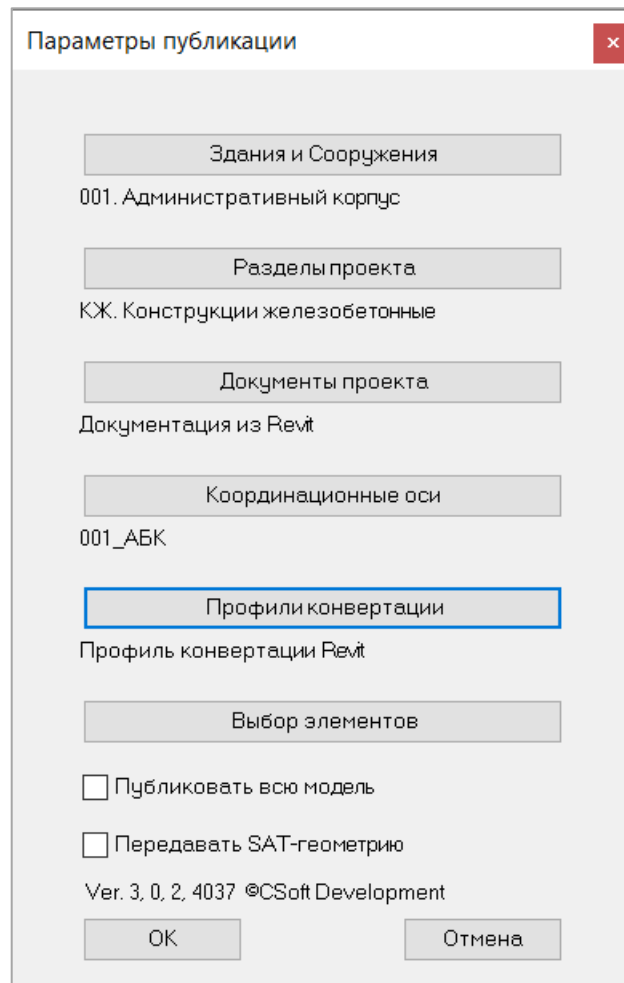 Параметры публикации
Здания и Сооружения
001. Административный корпус
Разделы проекта
КЖ. Конструкции железобетонные
Документы проекта
Документация из Revit
Координационные оси
001_АБК
Профили конвертации
Профиль конвертации Revit
Выбор элементов
Публиковать всю модель
Передавать SAT-геометрию
Ver. 3, 0, 2, 4037 ©CSoft Development
OK Отмена